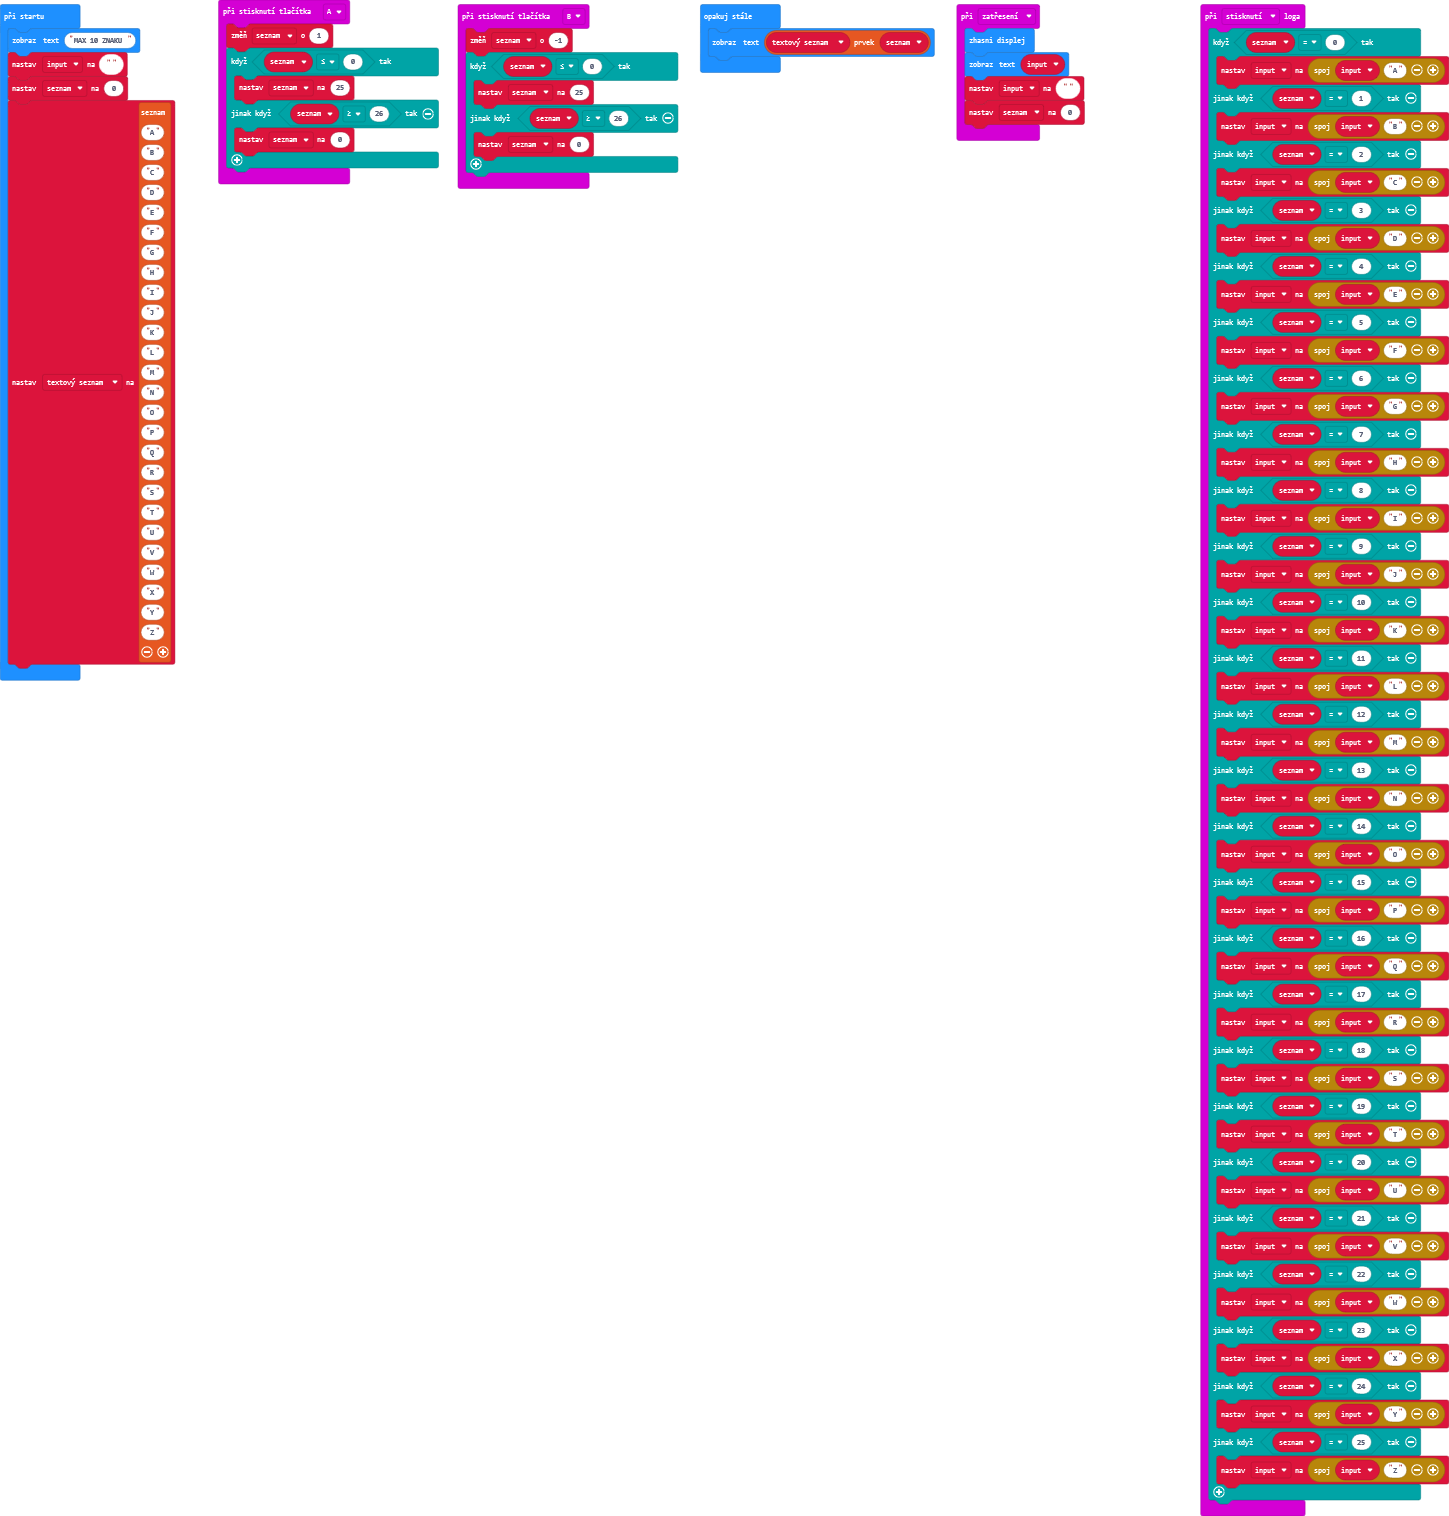 při startu
zobraz text "MAX 10 ZNAKU "
nastav input na ""
nastav seznam na 0
nastav textový seznam na
seznam
"A"
"B"
"C"
"D"
"E"
"F"
"G"
"H"
"I"
"J"
"K"
"L"
"M"
"N"
"O"
"P"
"Q"
"R"
"S"
"T"
"U"
"V"
"W"
"X"
"Y"
"Z"
při stisknutí tlačítka A
změň seznam o 1
když seznam ≤ 0 tak
nastav seznam na 25
jinak když seznam ≥ 26 tak
nastav seznam na 0
při stisknutí tlačítka B
změň seznam o -1
když seznam ≤ 0 tak
nastav seznam na 25
jinak když seznam ≥ 26 tak
nastav seznam na 0
opakuj stále
zobraz text textový seznam prvek seznam
při zatřesení
zhasni displej
zobraz text input
nastav input na ""
nastav seznam na 0
při stisknutí loga
když seznam = 0 tak
nastav input na spoj input "A"
jinak když seznam = 1 tak
nastav input na spoj input "B"
jinak když seznam = 2 tak
nastav input na spoj input "C"
jinak když seznam = 3 tak
nastav input na spoj input "D"
jinak když seznam = 4 tak
nastav input na spoj input "E"
jinak když seznam = 5 tak
nastav input na spoj input "F"
jinak když seznam = 6 tak
nastav input na spoj input "G"
jinak když seznam = 7 tak
nastav input na spoj input "H"
jinak když seznam = 8 tak
nastav input na spoj input "I"
jinak když seznam = 9 tak
nastav input na spoj input "J"
jinak když seznam = 10 tak
nastav input na spoj input "K"
jinak když seznam = 11 tak
nastav input na spoj input "L"
jinak když seznam = 12 tak
nastav input na spoj input "M"
jinak když seznam = 13 tak
nastav input na spoj input "N"
jinak když seznam = 14 tak
nastav input na spoj input "O"
jinak když seznam = 15 tak
nastav input na spoj input "P"
jinak když seznam = 16 tak
nastav input na spoj input "Q"
jinak když seznam = 17 tak
nastav input na spoj input "R"
jinak když seznam = 18 tak
nastav input na spoj input "S"
jinak když seznam = 19 tak
nastav input na spoj input "T"
jinak když seznam = 20 tak
nastav input na spoj input "U"
jinak když seznam = 21 tak
nastav input na spoj input "V"
jinak když seznam = 22 tak
nastav input na spoj input "W"
jinak když seznam = 23 tak
nastav input na spoj input "X"
jinak když seznam = 24 tak
nastav input na spoj input "Y"
jinak když seznam = 25 tak
nastav input na spoj input "Z"